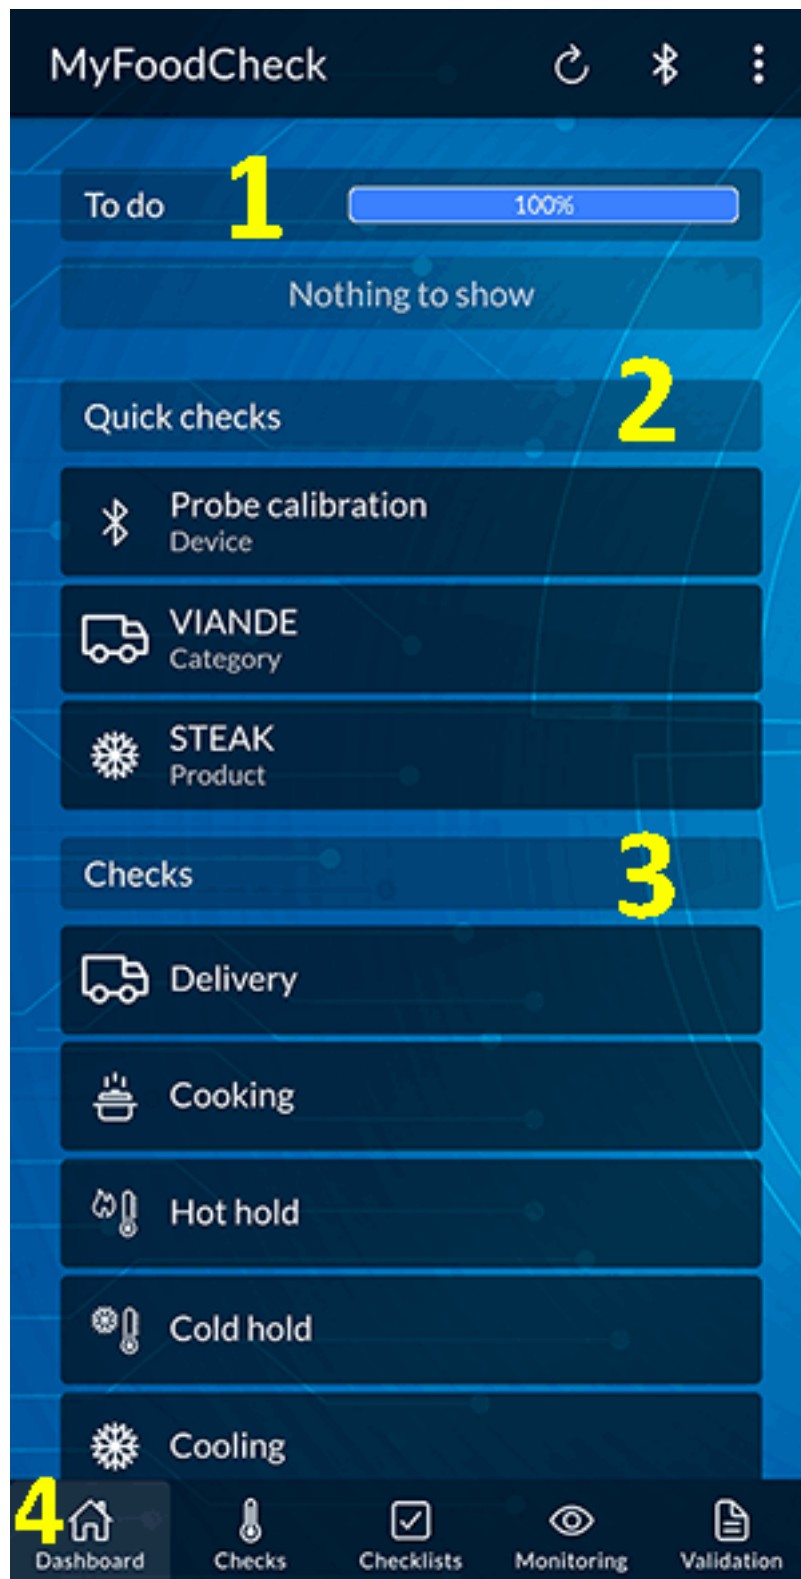 MyFoodCheck
To do 1 100%
Nothing to show
2
Quick checks
Probe calibration
Device
VIANDE
Category
STEAK
Product
3
Checks
Delivery
Cooking
Hot hold
Cold hold
Cooling
4
Dashboard Checks Checklists Monitoring Validation